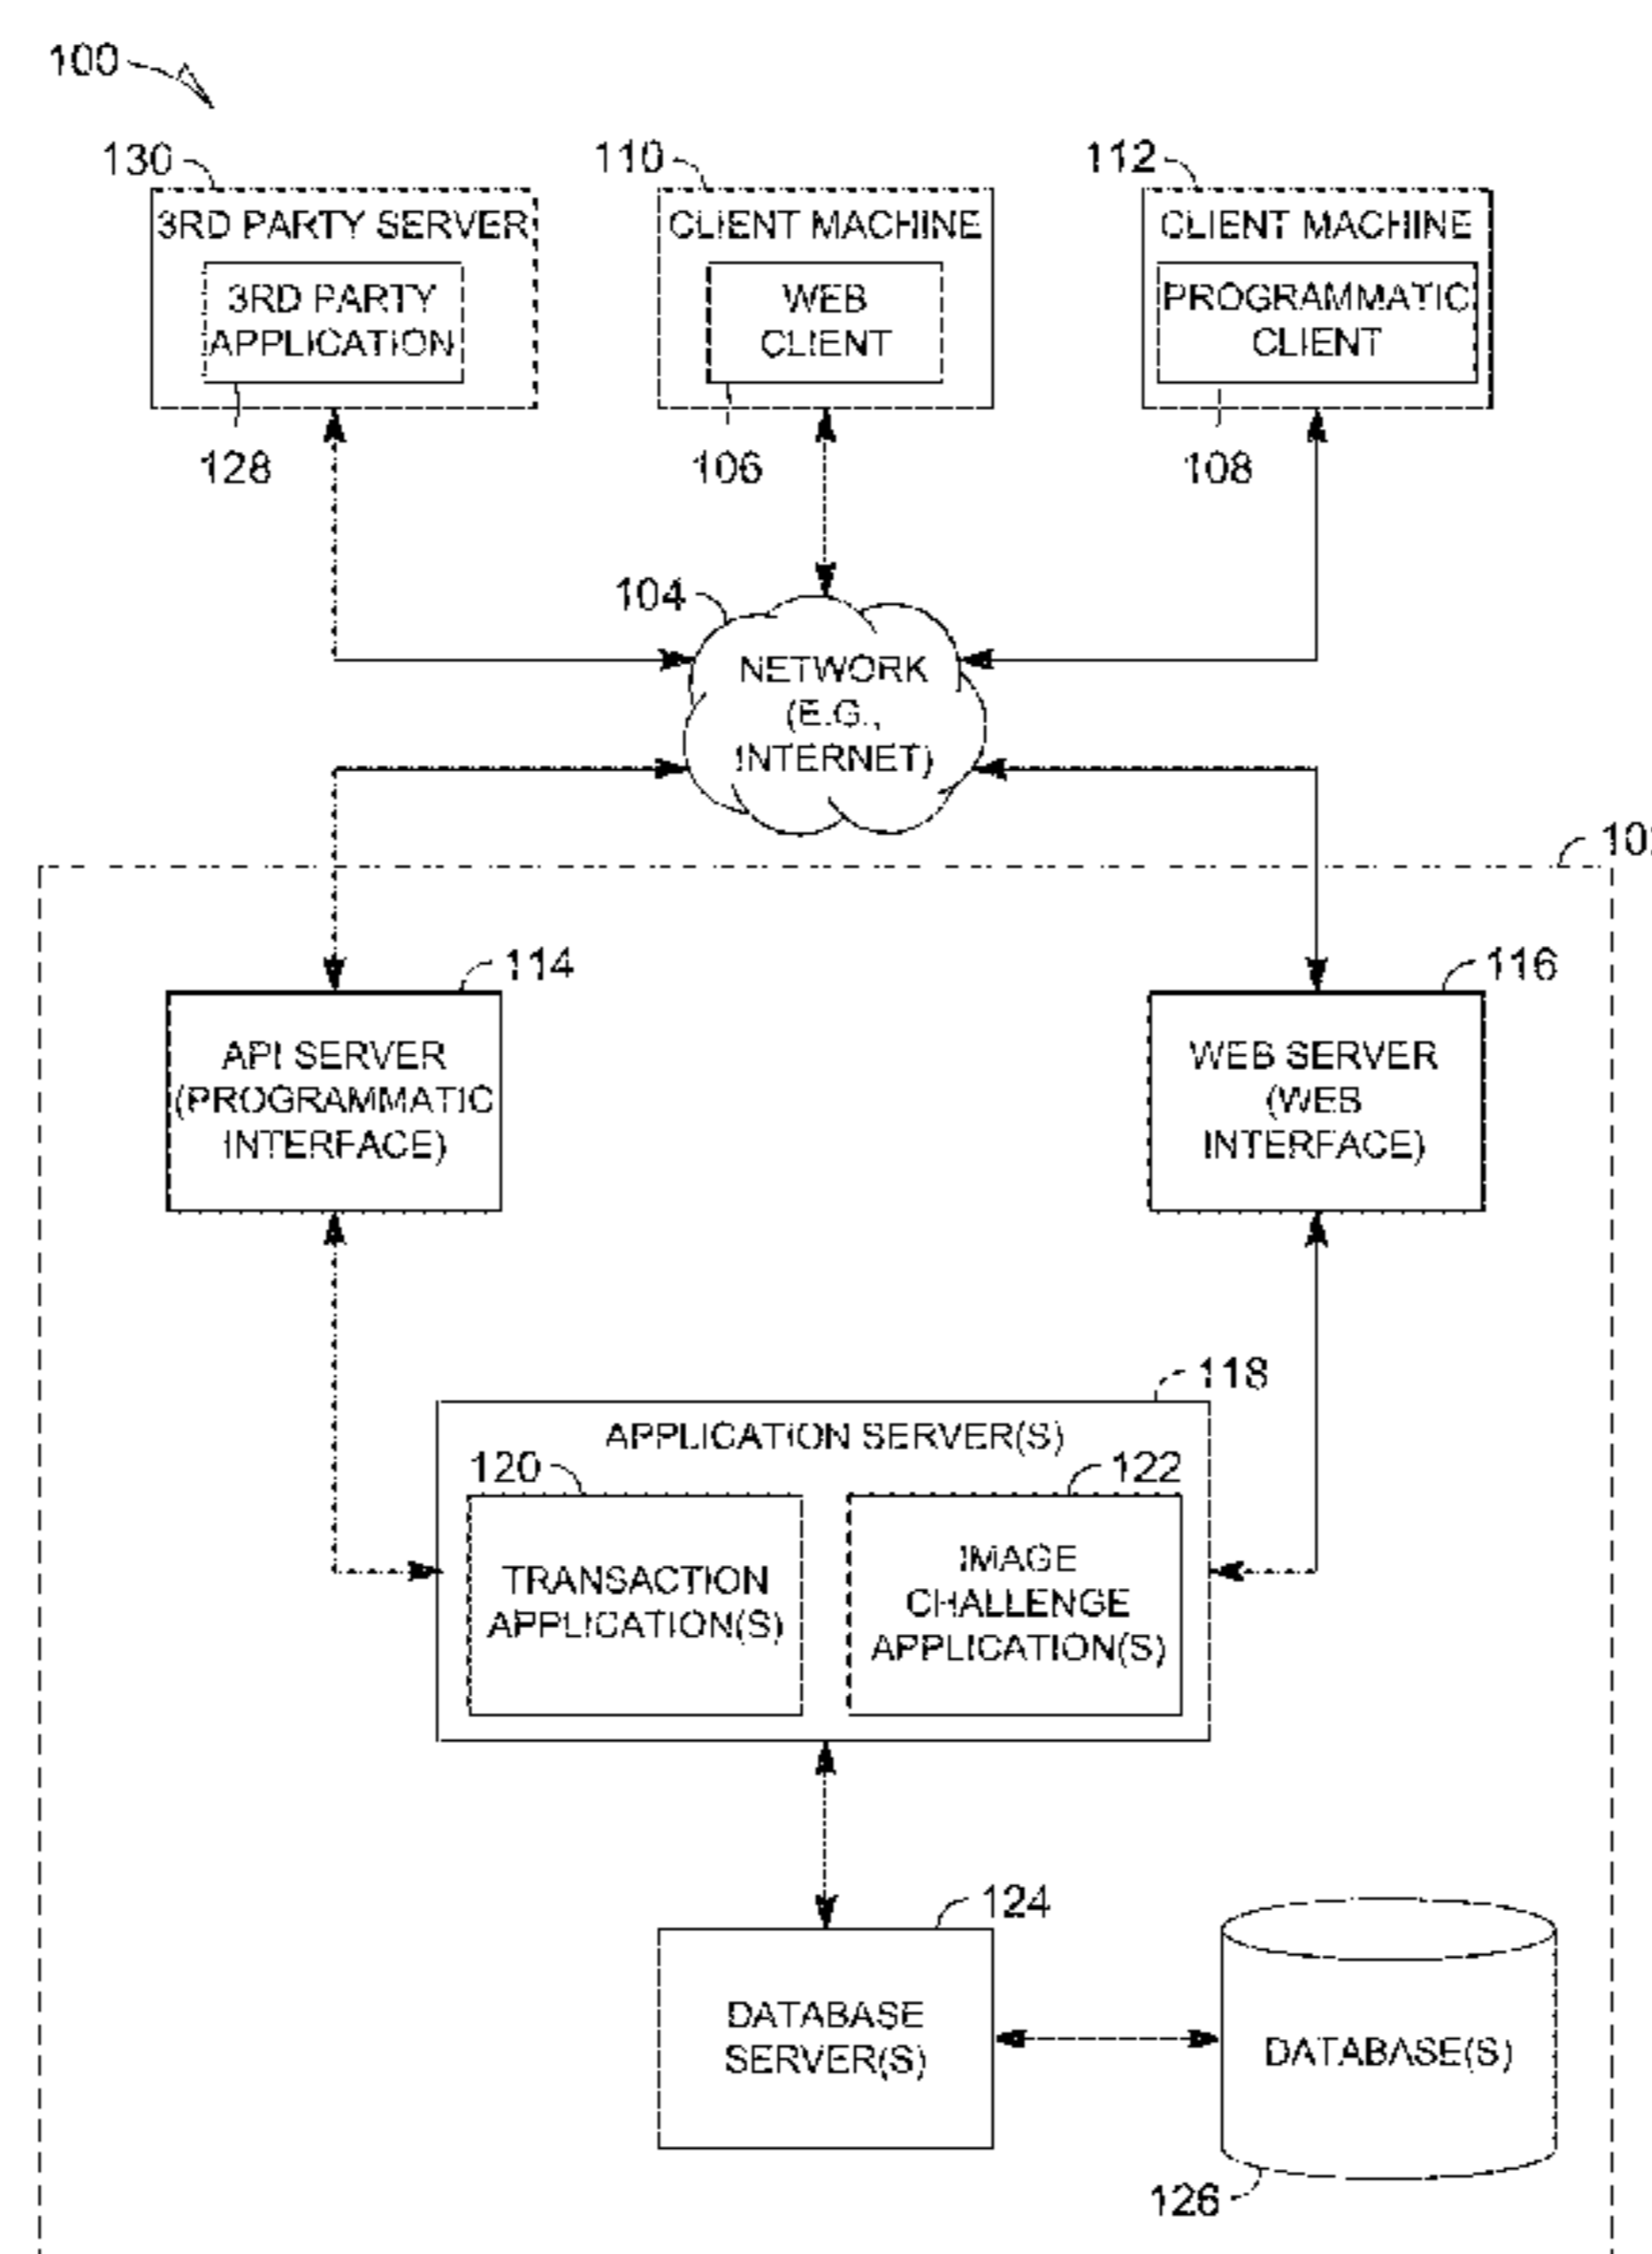 100
130
110
112
3RD PARTY SERVER
CLIENT MACHINE
CLIENT MACHINE
3RD PARTY
APPLICATION
WEB
CLIENT
PROGRAMMATIC
CLIENT
128
106
108
104
NETWORK
(E.G.,
INTERNET)
114
116
API SERVER
(PROGRAMMATIC
INTERFACE)
WEB SERVER
(WEB
INTERFACE)
118
APPLICATION SERVER(S)
120
122
TRANSACTION
APPLICATION(S)
IMAGE
CHALLENGE
APPLICATION(S)
124
DATABASE
SERVER(S)
DATABASE(S)
126